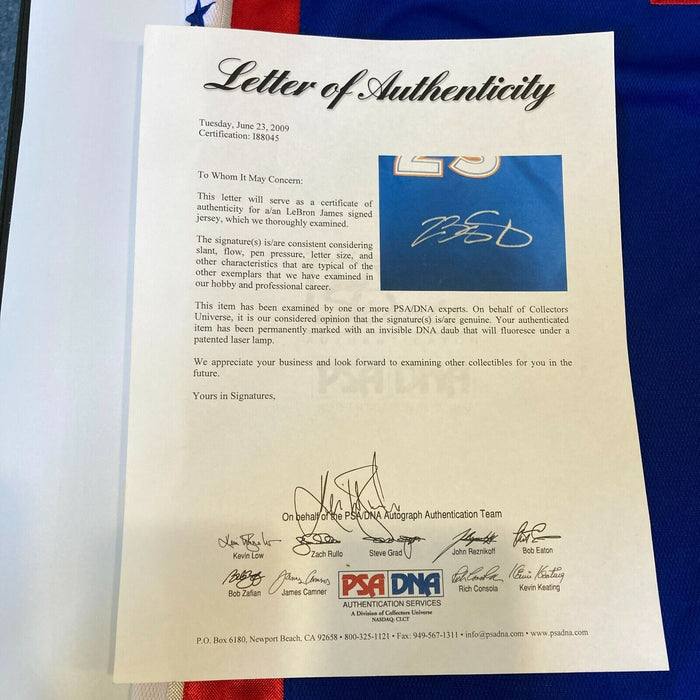 Letter of Authenticity
Tuesday, June 23, 2009
Certification: I88045
To Whom It May Concern:
This letter will serve as a certificate of
authenticity for a/an LeBron James signed
jersey, which we thoroughly examined.
23
The signature(s) is/are consistent considering
slant, flow, pen pressure, letter size, and
other characteristics that are typical of the
other exemplars that we have examined in
our hobby and professional career.
This item has been examined by one or more PSA/DNA experts. On behalf of Collectors
Universe, it is our considered opinion that the signature(s) is/are genuine. Your authenticated
item has been permanently marked with an invisible DNA daub that will fluoresce under a
patented laser lamp.
We appreciate your business and look forward to examining other collectibles for you in the
future.
Yours in Signatures,
On behalf of the PSA/DNA Autograph Authentication Team
Kevin Low Zach Rullo Steve Grad John Reznikoff Bob Eaton
Bob Zafian James Camner Rich Consola Kevin Keating
PSA DNA
AUTHENTICATION SERVICES
A Division of Collectors Universe
NASDAQ: CLCT
P.O. Box 6180, Newport Beach, CA 92658 • 800-325-1121 • Fax: 949-567-1311 • info@psadna.com • www.psadna.com